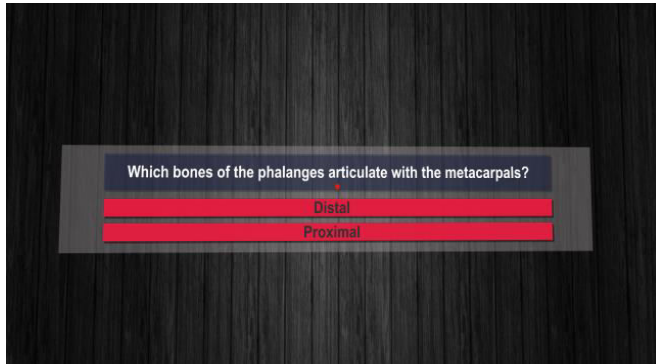 Which bones of the phalanges articulate with the metacarpals?
Distal
Proximal